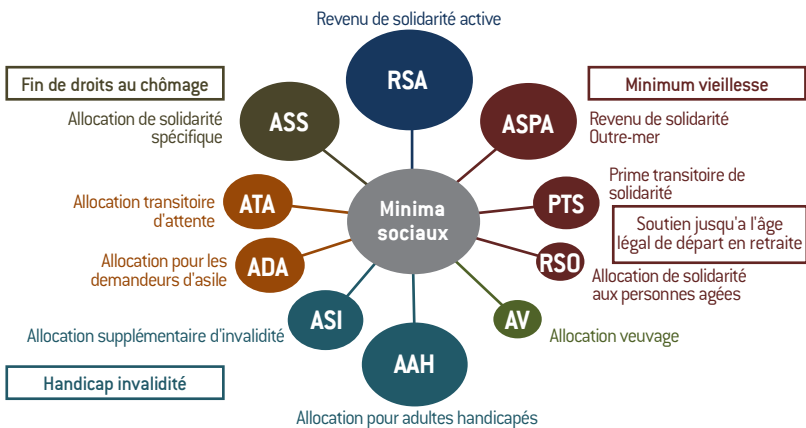 Revenu de solidarité active
RSA
Fin de droits au chômage
Minimum vieillesse
Allocation de solidarité
spécifique
ASS
ASPA
Revenu de solidarité
Outre-mer
Allocation transitoire
d'attente
ATA
Minima
sociaux
PTS
Prime transitoire de
solidarité
Soutien jusqu'a l'âge
légal de départ en retraite
Allocation pour les
demandeurs d'asile
ADA
RSO
Allocation de solidarité
aux personnes agées
Allocation supplémentaire d'invalidité
ASI
AV
Allocation veuvage
AAH
Handicap invalidité
Allocation pour adultes handicapés